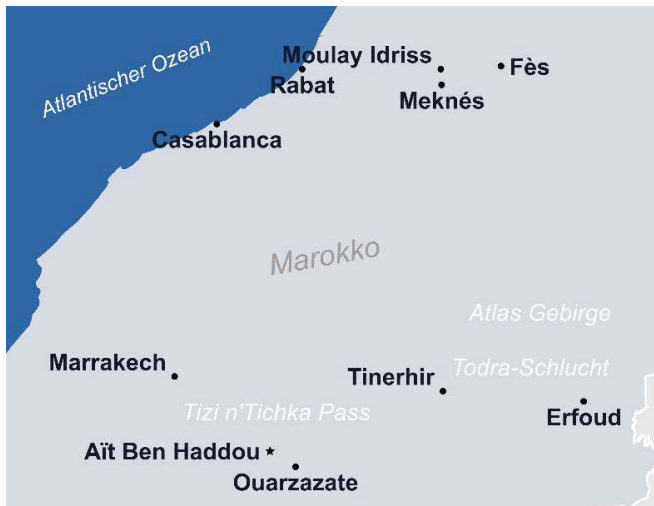 Atlantischer Ozean
Moulay Idriss
Fès
Rabat
Meknés
Casablanca
Marokko
Atlas Gebirge
Marrakech
Tinerhir
Todra-Schlucht
Tizi n'Tichka Pass
Erfoud
Aït Ben Haddou
Ouarzazate